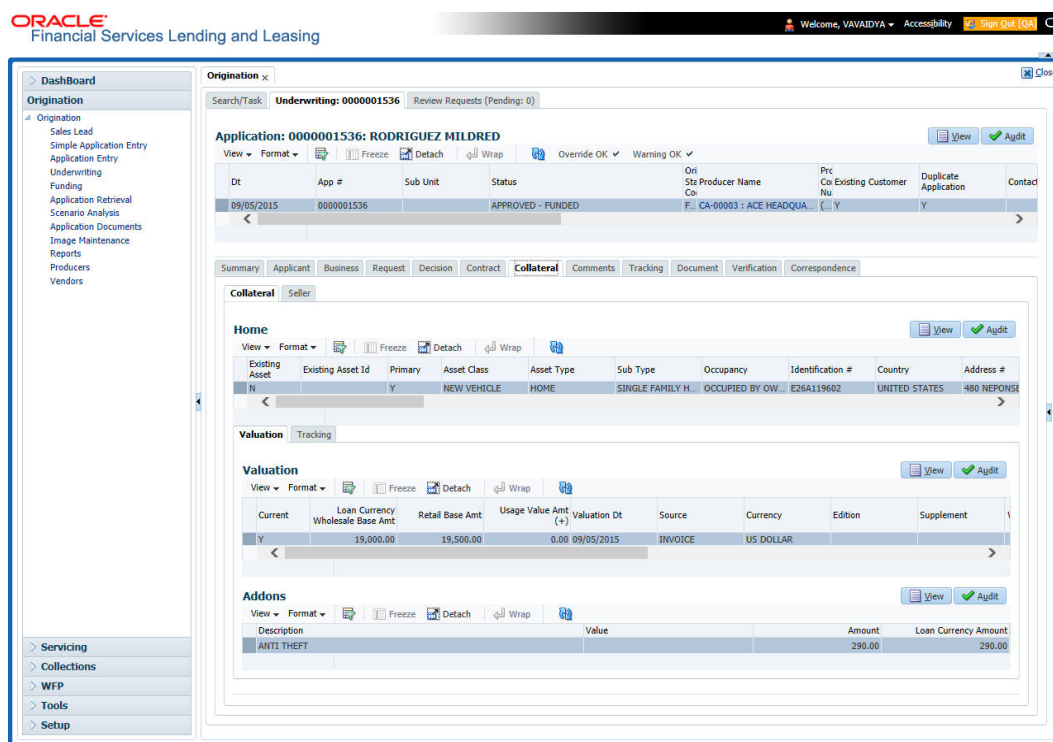 ORACLE
Financial Services Lending and Leasing
Welcome, VAVAIDYA Accessibility Sign Out [QA]
Close
DashBoard
Origination
Origination
Sales Lead
Simple Application Entry
Application Entry
Underwriting
Funding
Application Retrieval
Scenario Analysis
Application Documents
Image Maintenance
Reports
Producers
Vendors
Servicing
Collections
WFP
Tools
Setup
Origination
Search/Task Underwriting: 0000001536 Review Requests (Pending: 0)
Application: 0000001536: RODRIGUEZ MILDRED
View Audit
View Format Freeze Detach Wrap Override OK Warning OK
Dt App # Sub Unit Status Ori Sta Co Producer Name Pro Co Nu Existing Customer Duplicate Application Contact
09/05/2015 0000001536 APPROVED - FUNDED F... CA-00003 : ACE HEADQUA... (... Y Y
Summary Applicant Business Request Decision Contract Collateral Comments Tracking Document Verification Correspondence
Collateral Seller
Home
View Audit
View Format Freeze Detach Wrap
Existing Asset Existing Asset Id Primary Asset Class Asset Type Sub Type Occupancy Identification # Country Address #
N Y NEW VEHICLE HOME SINGLE FAMILY H... OCCUPIED BY OW... E26A119602 UNITED STATES 480 NEPONSE
Valuation Tracking
Valuation
View Audit
View Format Freeze Detach Wrap
Current Loan Currency Wholesale Base Amt Retail Base Amt Usage Value Amt (+) Valuation Dt Source Currency Edition Supplement
Y 19,000.00 19,500.00 0.00 09/05/2015 INVOICE US DOLLAR
Addons
View Audit
View Format Freeze Detach Wrap
Description Value Amount Loan Currency Amount
ANTI THEFT 290.00 290.00